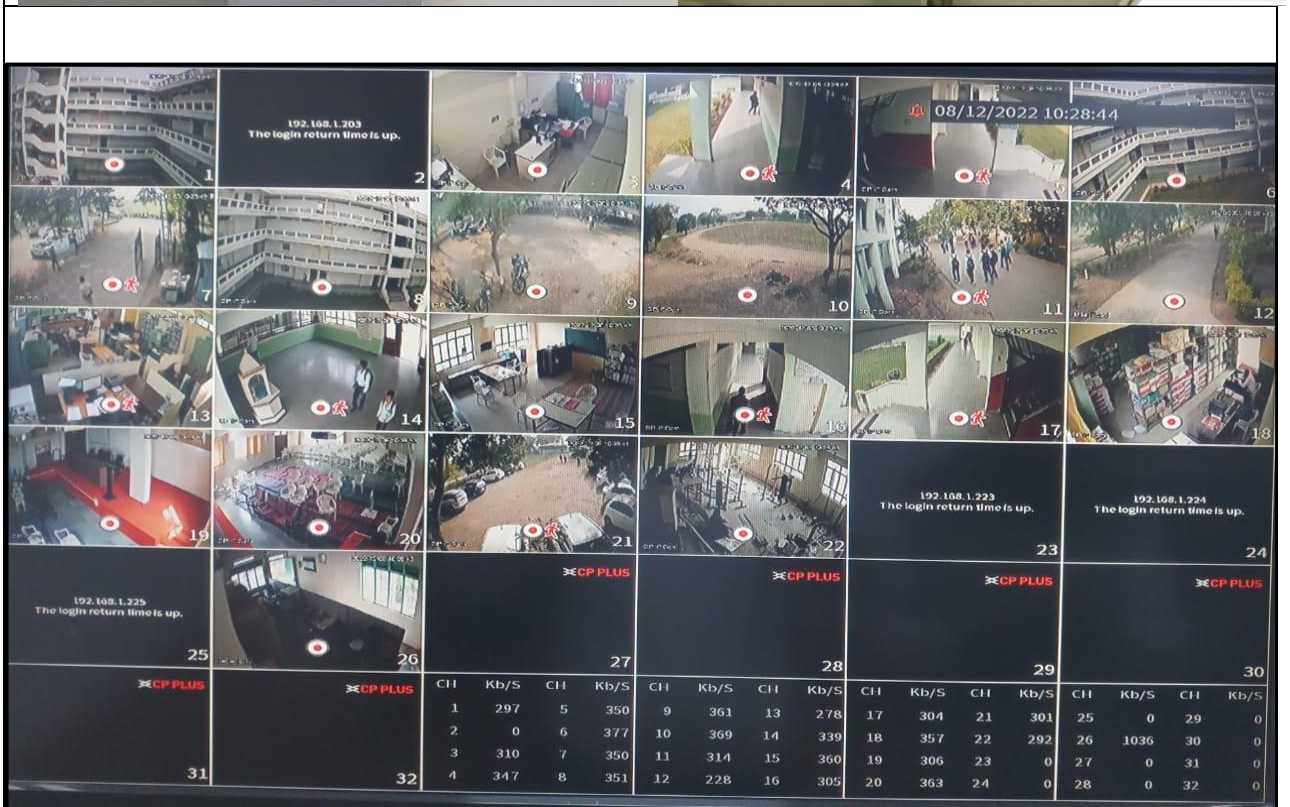 1
192.168.1.203
The login return time is up.
2
3
4
08/12/2022 10:28:44
5
6
7
8
9
10
11
12
13
14
15
16
17
18
19
20
21
22
192.168.1.223
The login return time is up.
23
192.168.1.224
The login return time is up.
24
192.168.1.225
The login return time is up.
25
26
CP PLUS
27
CP PLUS
28
CP PLUS
29
CP PLUS
30
CP PLUS
31
CP PLUS
32
CH Kb/S CH Kb/S CH Kb/S CH Kb/S CH Kb/S CH Kb/S CH Kb/S CH Kb/S
1 297 5 350 9 361 13 278 17 304 21 301 25 0 29 0
2 0 6 377 10 369 14 339 18 357 22 292 26 1036 30 0
3 310 7 350 11 314 15 360 19 306 23 0 27 0 31 0
4 347 8 351 12 228 16 305 20 363 24 0 28 0 32 0